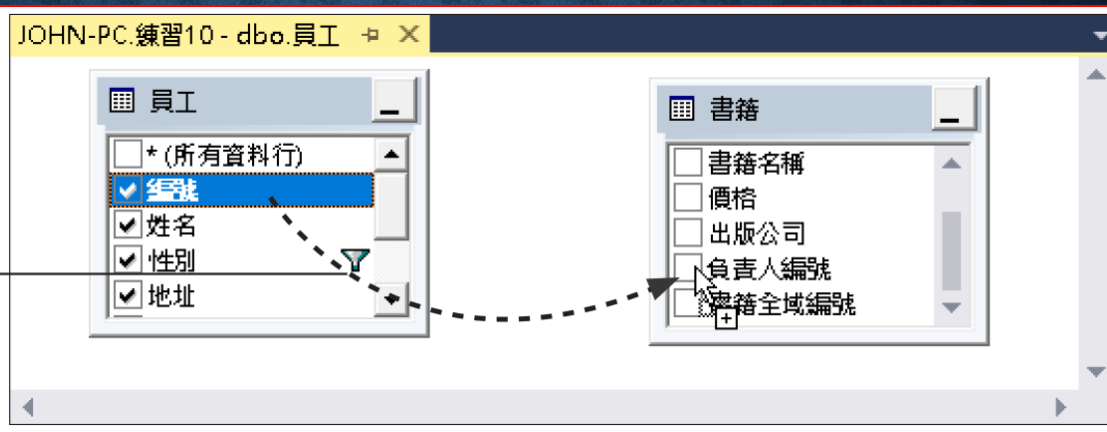 JOHN-PC.練習10 - dbo.員工
員工
* (所有資料行)
編號
姓名
性別
地址
書籍
書籍名稱
價格
出版公司
負責人編號
書籍全域編號